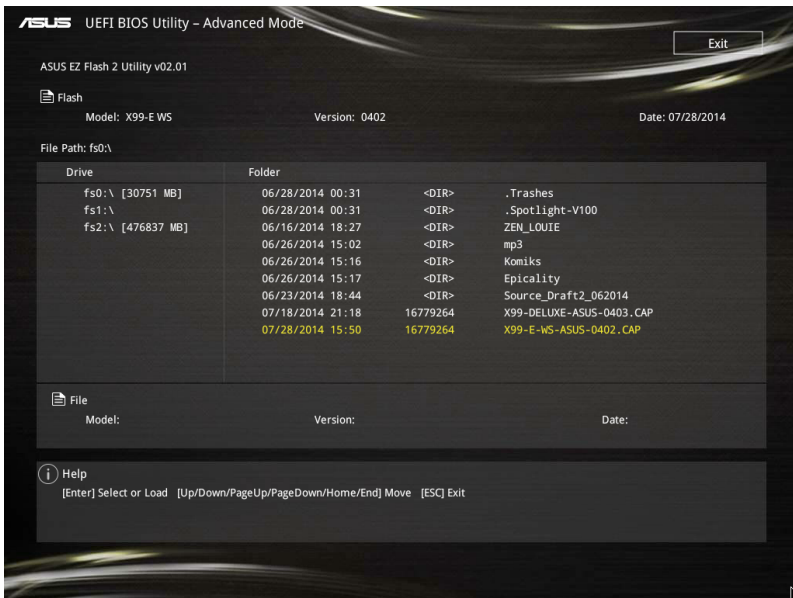 ASUS UEFI BIOS Utility – Advanced Mode
Exit
ASUS EZ Flash 2 Utility v02.01
Flash
Model: X99-E WS Version: 0402 Date: 07/28/2014
File Path: fs0:\
Drive Folder
fs0:\ [30751 MB] 06/28/2014 00:31 <DIR> .Trashes
fs1:\ 06/28/2014 00:31 <DIR> .Spotlight-V100
fs2:\ [476837 MB] 06/16/2014 18:27 <DIR> ZEN_LOUIE
06/26/2014 15:02 <DIR> mp3
06/26/2014 15:16 <DIR> Komiks
06/26/2014 15:17 <DIR> Epicality
06/23/2014 18:44 <DIR> Source_Draft2_062014
07/18/2014 21:18 16779264 X99-DELUXE-ASUS-0403.CAP
07/28/2014 15:50 16779264 X99-E-WS-ASUS-0402.CAP
File
Model: Version: Date:
Help
[Enter] Select or Load [Up/Down/PageUp/PageDown/Home/End] Move [ESC] Exit